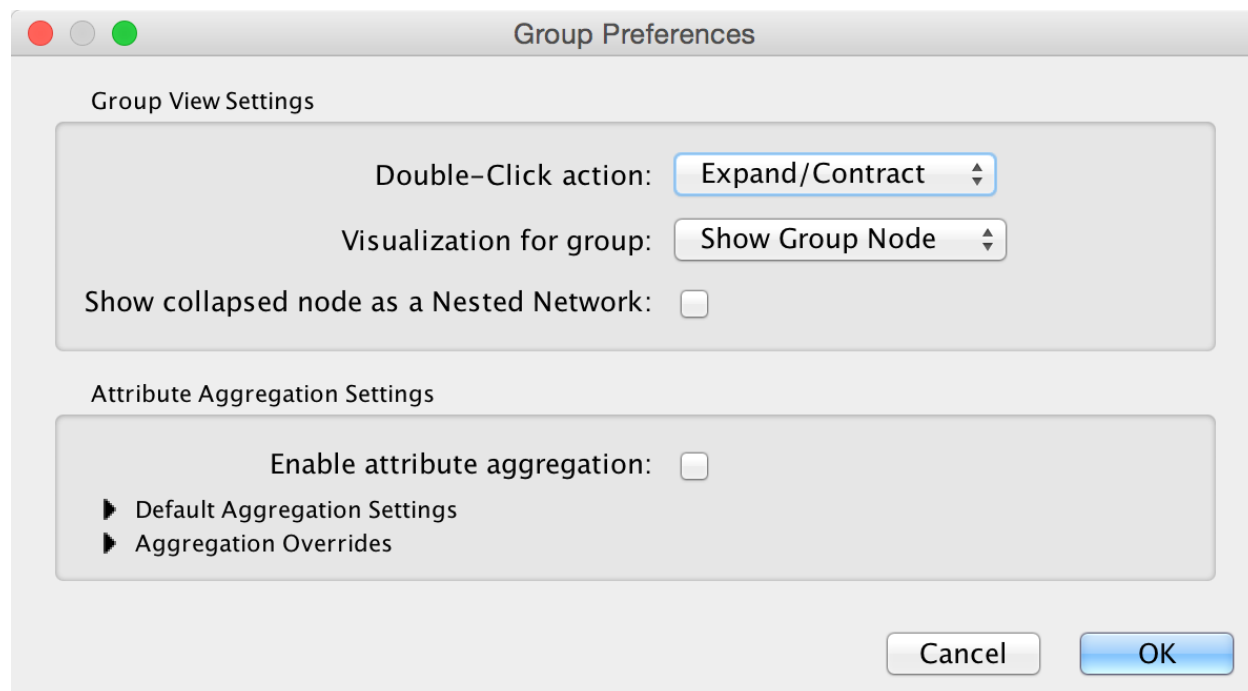 Group Preferences
Group View Settings
Double-Click action: Expand/Contract
Visualization for group: Show Group Node
Show collapsed node as a Nested Network:
Attribute Aggregation Settings
Enable attribute aggregation:
Default Aggregation Settings
Aggregation Overrides
Cancel OK